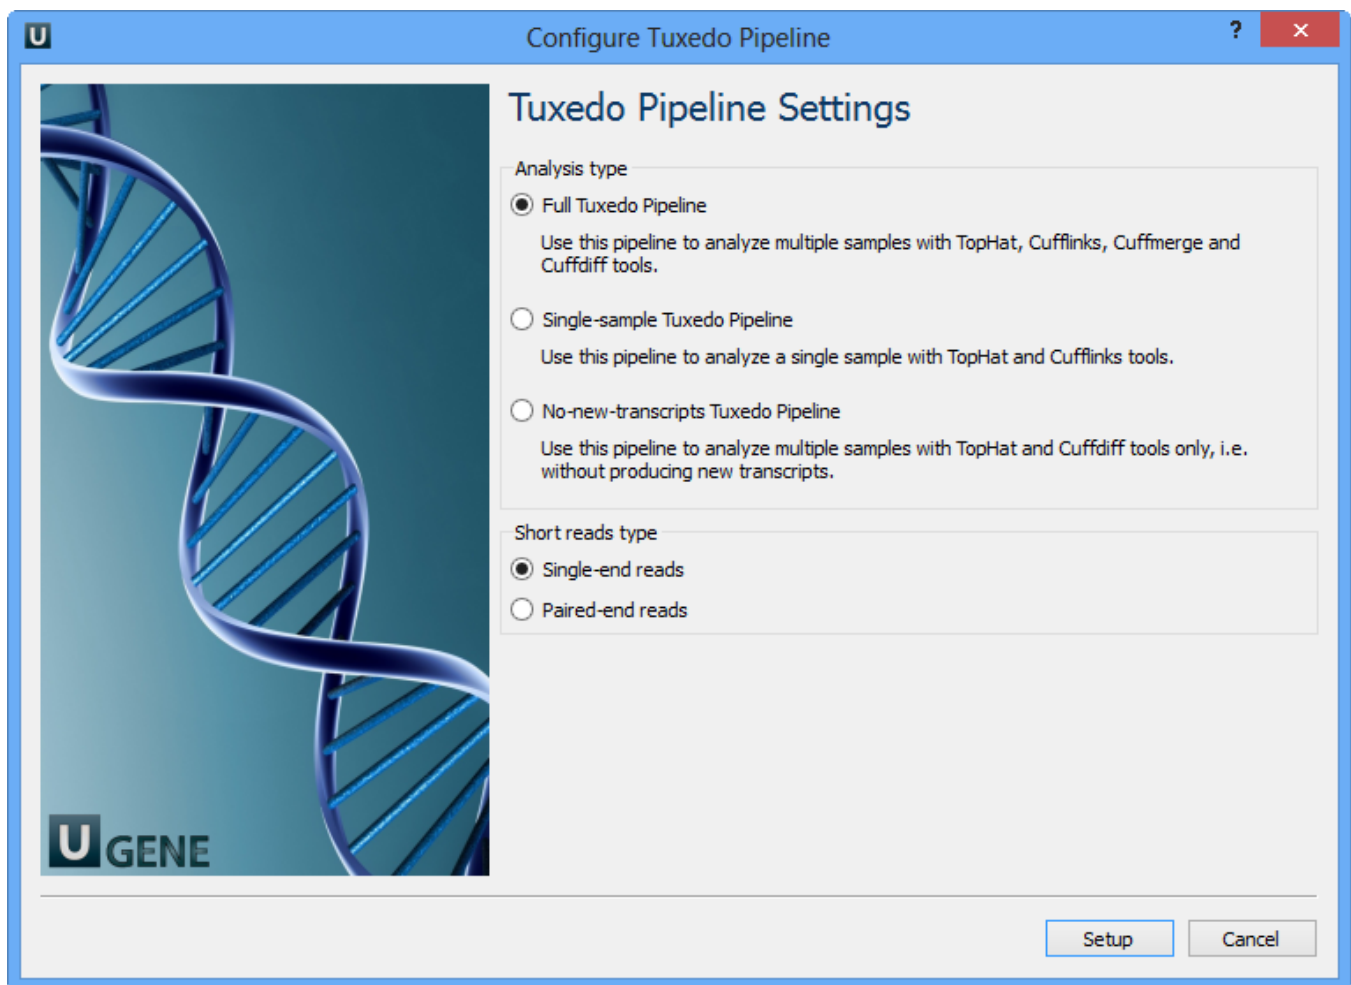 U
Configure Tuxedo Pipeline
?
Tuxedo Pipeline Settings
Analysis type
Full Tuxedo Pipeline
Use this pipeline to analyze multiple samples with TopHat, Cufflinks, Cuffmerge and
Cuffdiff tools.
Single-sample Tuxedo Pipeline
Use this pipeline to analyze a single sample with TopHat and Cufflinks tools.
No-new-transcripts Tuxedo Pipeline
Use this pipeline to analyze multiple samples with TopHat and Cuffdiff tools only, i.e.
without producing new transcripts.
Short reads type
Single-end reads
Paired-end reads
U GENE
Setup
Cancel